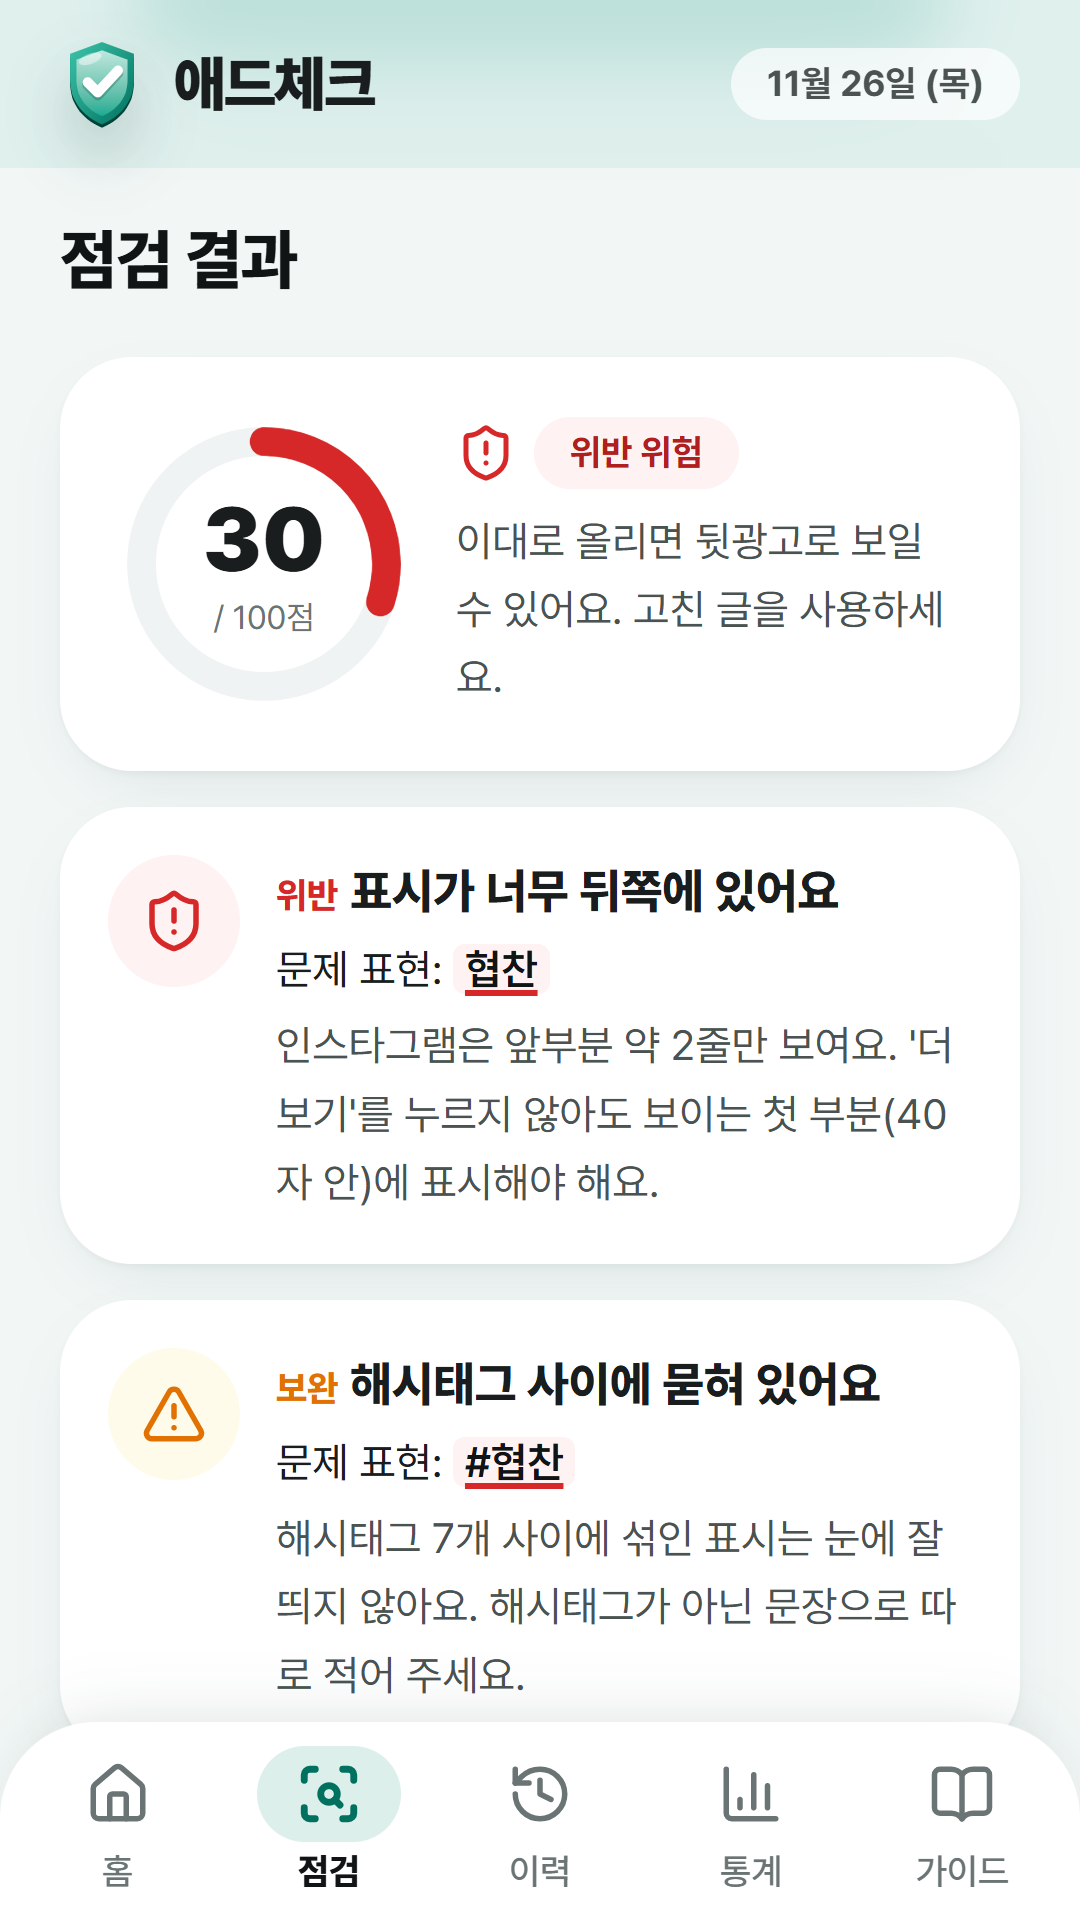 애드체크
11월 26일 (목)
점검 결과
30
/ 100점
위반 위험
이대로 올리면 뒷광고로 보일
수 있어요. 고친 글을 사용하세
요.
위반 표시가 너무 뒤쪽에 있어요
문제 표현: 협찬
인스타그램은 앞부분 약 2줄만 보여요. '더
보기'를 누르지 않아도 보이는 첫 부분(40
자 안)에 표시해야 해요.
보완 해시태그 사이에 묻혀 있어요
문제 표현: #협찬
해시태그 7개 사이에 섞인 표시는 눈에 잘
띄지 않아요. 해시태그가 아닌 문장으로 따
로 적어 주세요.
홈
점검
이력
통계
가이드